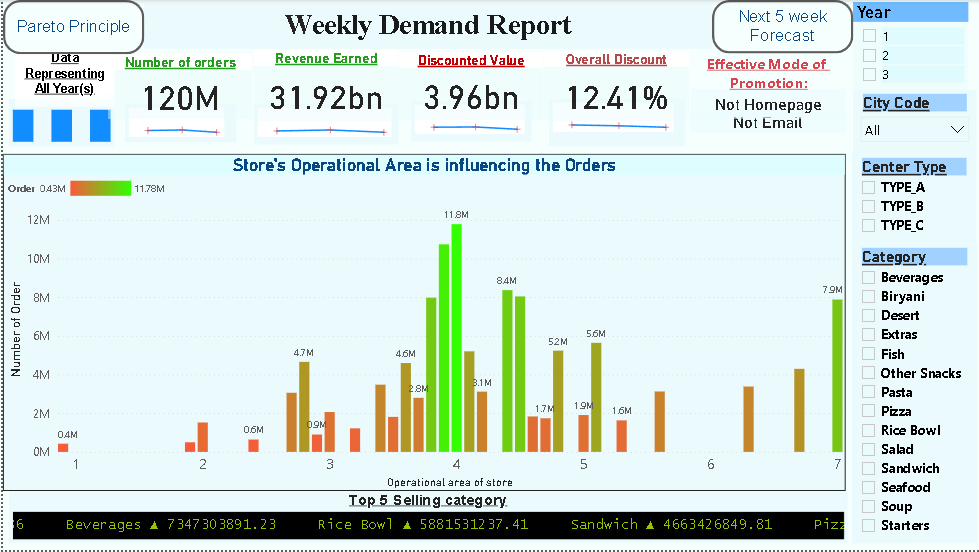 Pareto Principle
Weekly Demand Report
Next 5 week
Forecast
Year
1
2
3
Data
Representing
All Year(s)
Number of orders
120M
Revenue Earned
31.92bn
Discounted Value
3.96bn
Overall Discount
12.41%
Effective Mode of
Promotion:
Not Homepage
Not Email
City Code
All
Center Type
TYPE_A
TYPE_B
TYPE_C
Category
Beverages
Biryani
Desert
Extras
Fish
Other Snacks
Pasta
Pizza
Rice Bowl
Salad
Sandwich
Seafood
Soup
Starters
Store's Operational Area is influencing the Orders
Order 0.43M 11.78M
Number of Order
12M
10M
8M
6M
4M
2M
0M
0.4M
0.6M
4.7M
0.9M
4.6M
2.8M
11.8M
3.1M
8.4M
1.7M
5.2M
1.9M
5.6M
1.6M
7.9M
1 2 3 4 5 6 7
Operational area of store
Top 5 Selling category
6 Beverages ▲ 7347303891.23 Rice Bowl ▲ 5881531237.41 Sandwich ▲ 4663426849.81 Pizz